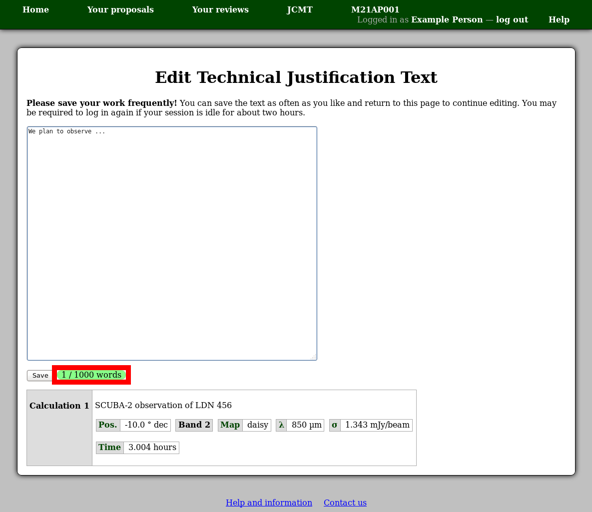 Home Your proposals Your reviews JCMT M21AP001
Logged in as Example Person — log out Help
Edit Technical Justification Text
Please save your work frequently! You can save the text as often as you like and return to this page to continue editing. You may
be required to log in again if your session is idle for about two hours.
We plan to observe ...
Save 1 / 1000 words
Calculation 1 SCUBA-2 observation of LDN 456
Pos. -10.0 ° dec Band 2 Map daisy λ 850 µm σ 1.343 mJy/beam
Time 3.004 hours
Help and information Contact us